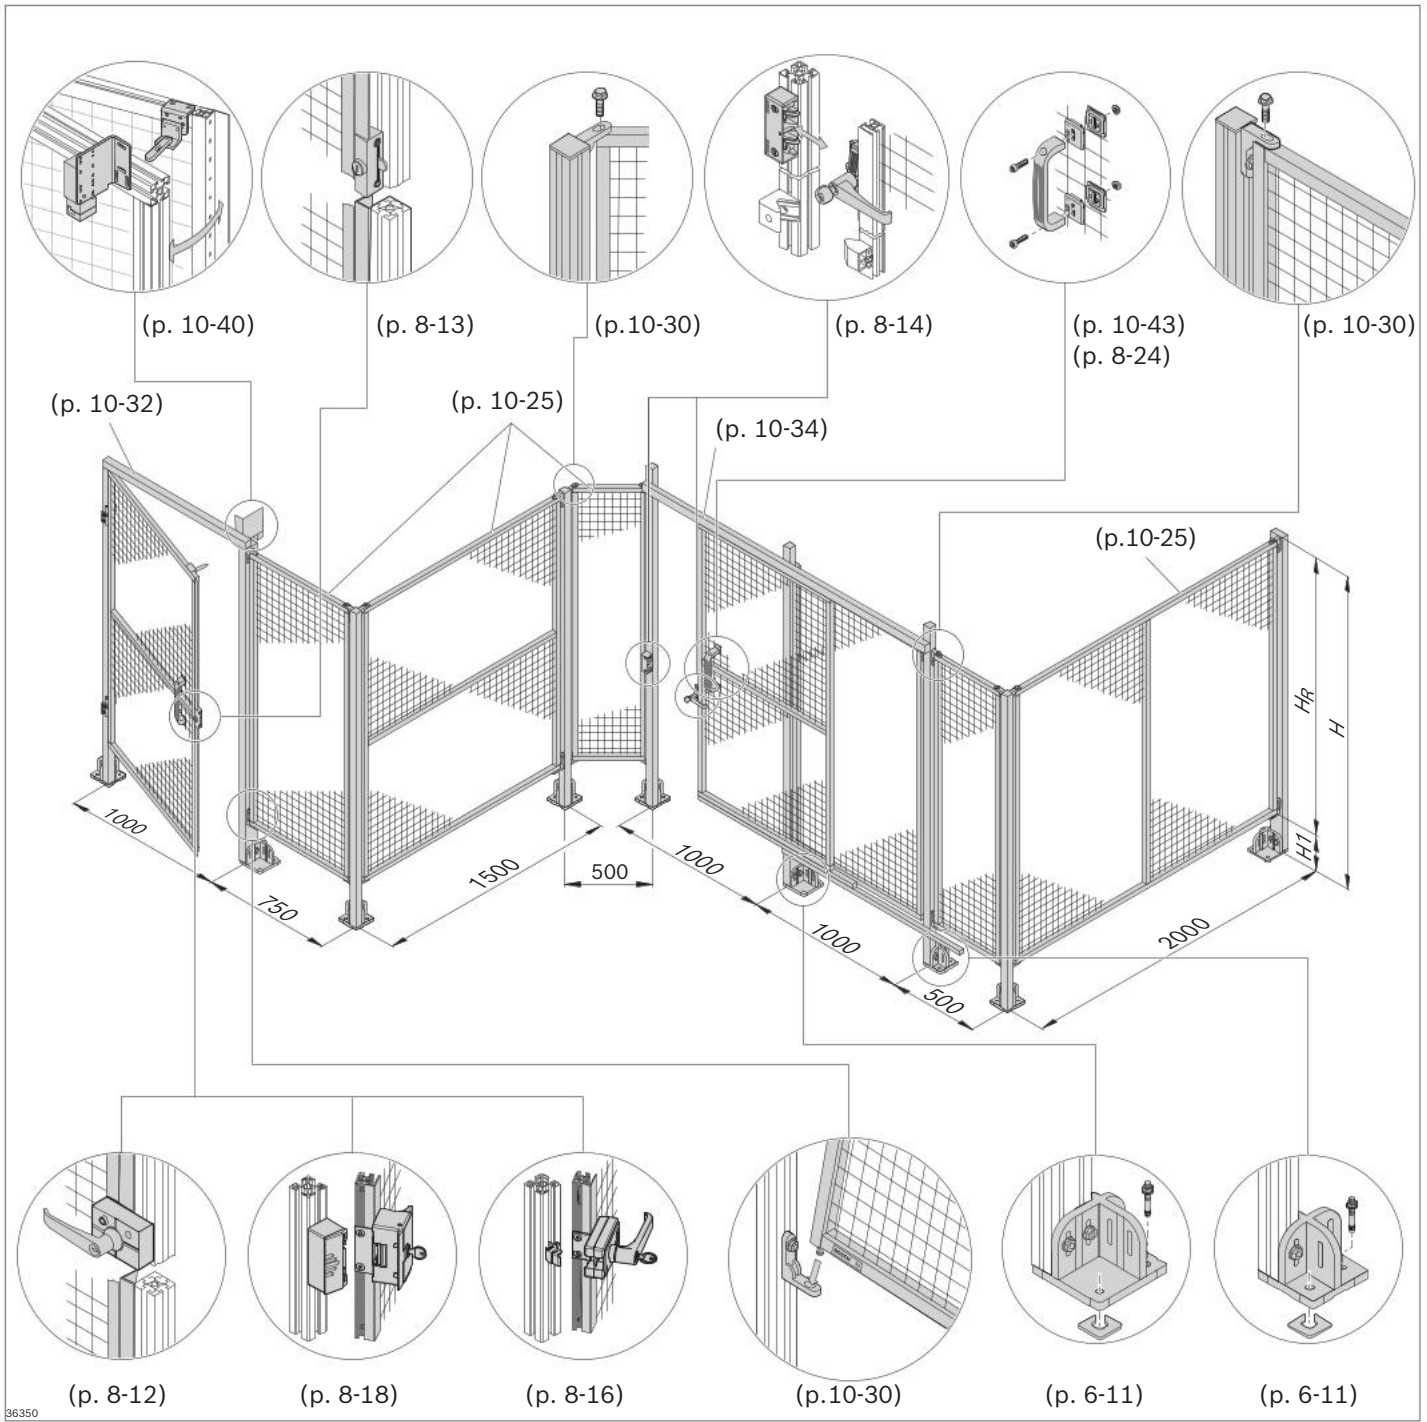 (p. 10-40)
(p. 8-13)
(p.10-30)
(p. 8-14)
(p. 10-43)
(p. 8-24)
(p. 10-30)
(p. 10-32)
(p. 10-25)
(p. 10-34)
(p.10-25)
HR
H
H1
1000
750
1500
500
1000
1000
500
2000
(p. 8-12)
(p. 8-18)
(p. 8-16)
(p.10-30)
(p. 6-11)
(p. 6-11)
36350